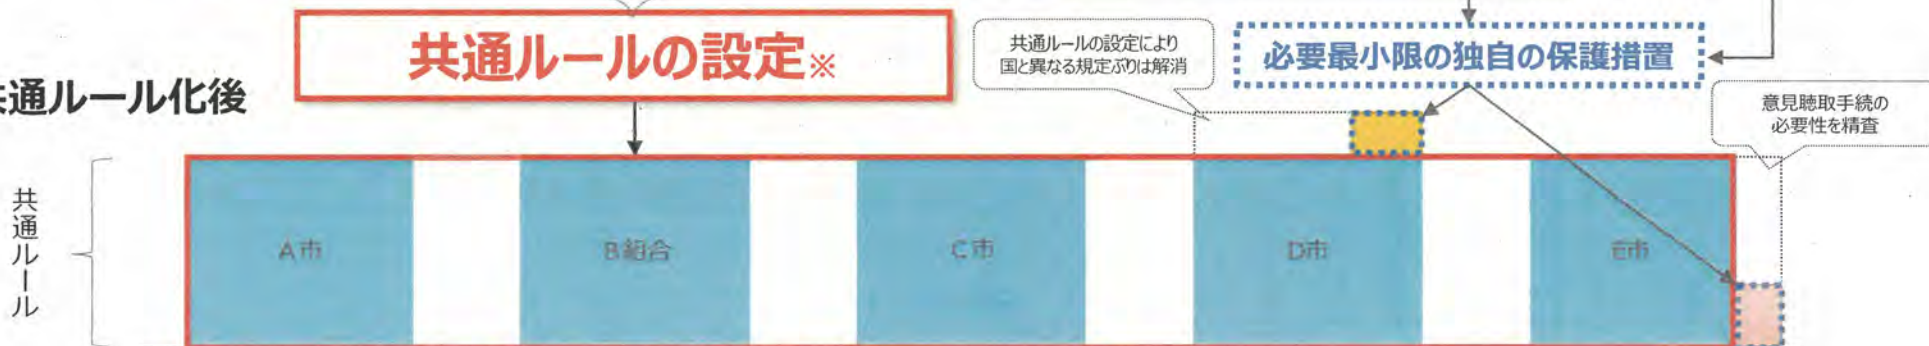 共通ルールの設定※
共通ルールの設定により
国と異なる規定ぶりは解消
必要最小限の独自の保護措置
共通ルール化後
意見聴取手続の
必要性を精査
共通ルール
A市
B組合
C市
D市
E市